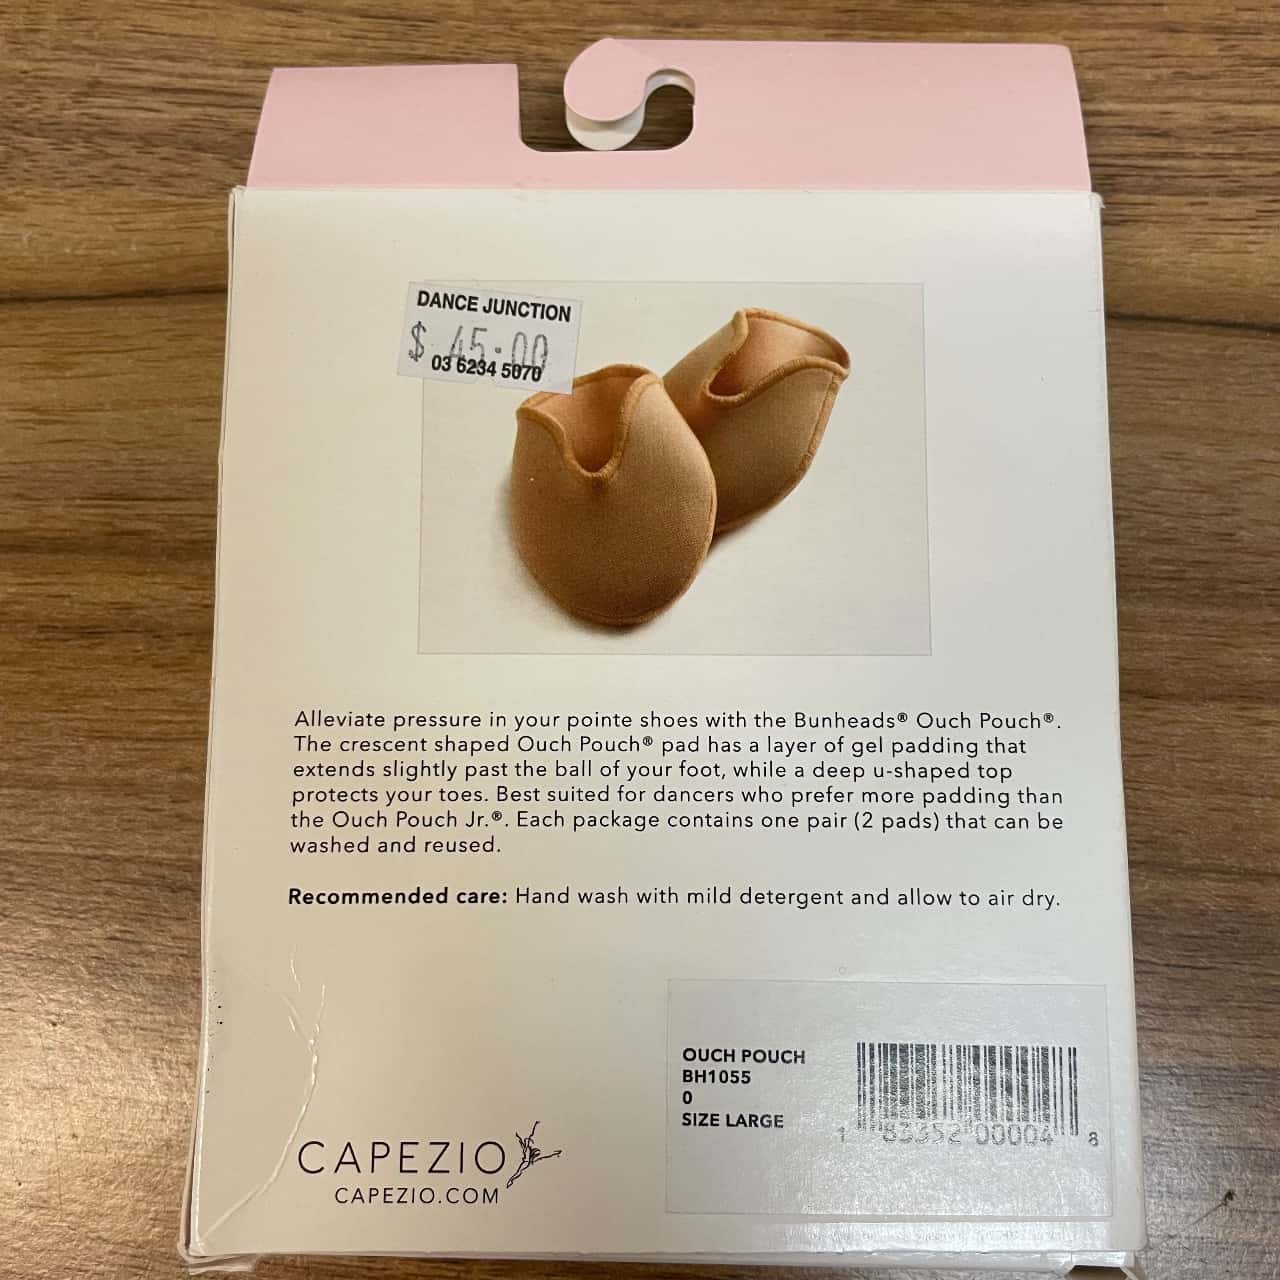 DANCE JUNCTION
$ 45.00
03 6234 5070
Alleviate pressure in your pointe shoes with the Bunheads® Ouch Pouch®.
The crescent shaped Ouch Pouch® pad has a layer of gel padding that
extends slightly past the ball of your foot, while a deep u-shaped top
protects your toes. Best suited for dancers who prefer more padding than
the Ouch Pouch Jr.®. Each package contains one pair (2 pads) that can be
washed and reused.
Recommended care: Hand wash with mild detergent and allow to air dry.
OUCH POUCH
BH1055
0
SIZE LARGE
1 83352 00004 8
CAPEZIO
CAPEZIO.COM